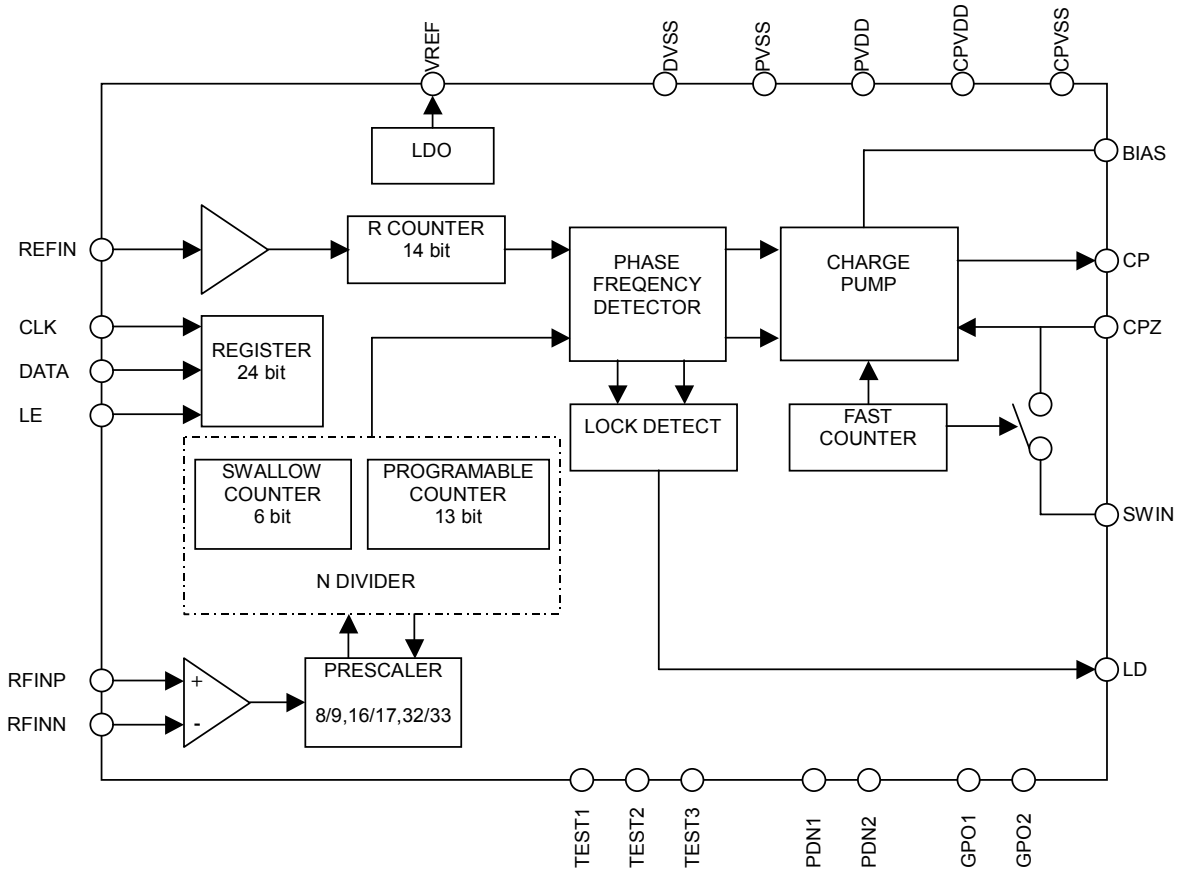 VREF
DVSS
PVSS
PVDD
CPVDD
CPVSS
LDO
BIAS
REFIN
R COUNTER
14 bit
PHASE
FREQENCY
DETECTOR
CHARGE
PUMP
CP
CLK
DATA
LE
REGISTER
24 bit
CPZ
LOCK DETECT
FAST
COUNTER
SWALLOW
COUNTER
6 bit
PROGRAMABLE
COUNTER
13 bit
SWIN
N DIVIDER
RFINP
RFINN
+
-
PRESCALER
8/9,16/17,32/33
LD
TEST1
TEST2
TEST3
PDN1
PDN2
GPO1
GPO2